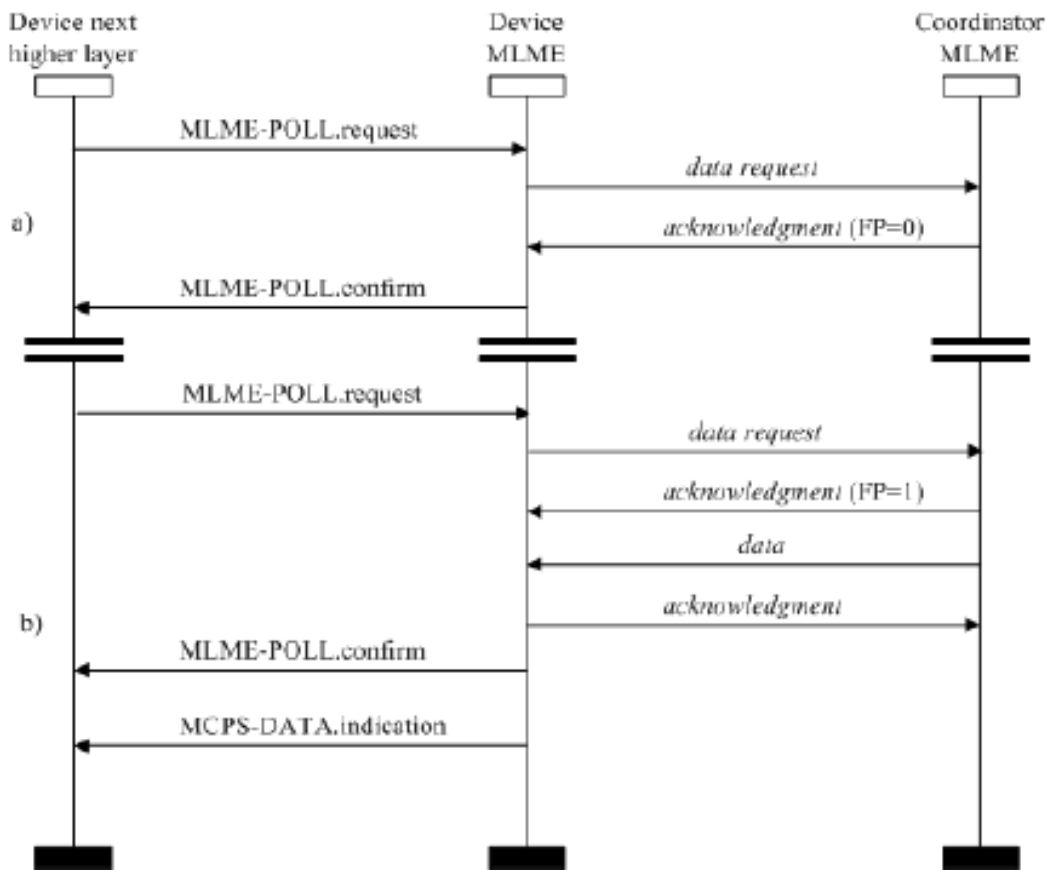 Device next
higher layer
Device
MLME
Coordinator
MLME
MLME-POLL.request
data request
a)
acknowledgment (FP=0)
MLME-POLL.confirm
MLME-POLL.request
data request
acknowledgment (FP=1)
data
acknowledgment
b)
MLME-POLL.confirm
MCPS-DATA.indication